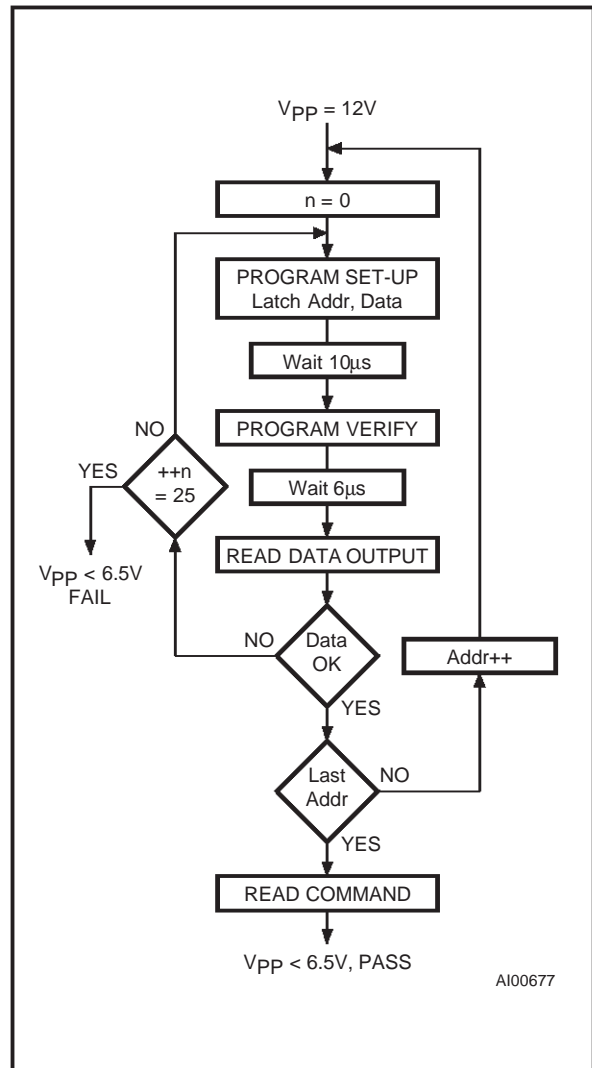 VPP = 12V
n = 0
PROGRAM SET-UP
Latch Addr, Data
Wait 10µs
NO
PROGRAM VERIFY
YES
++n
= 25
Wait 6µs
READ DATA OUTPUT
VPP < 6.5V
FAIL
NO
Data
OK
Addr++
YES
Last
Addr
NO
YES
READ COMMAND
VPP < 6.5V, PASS
AI00677